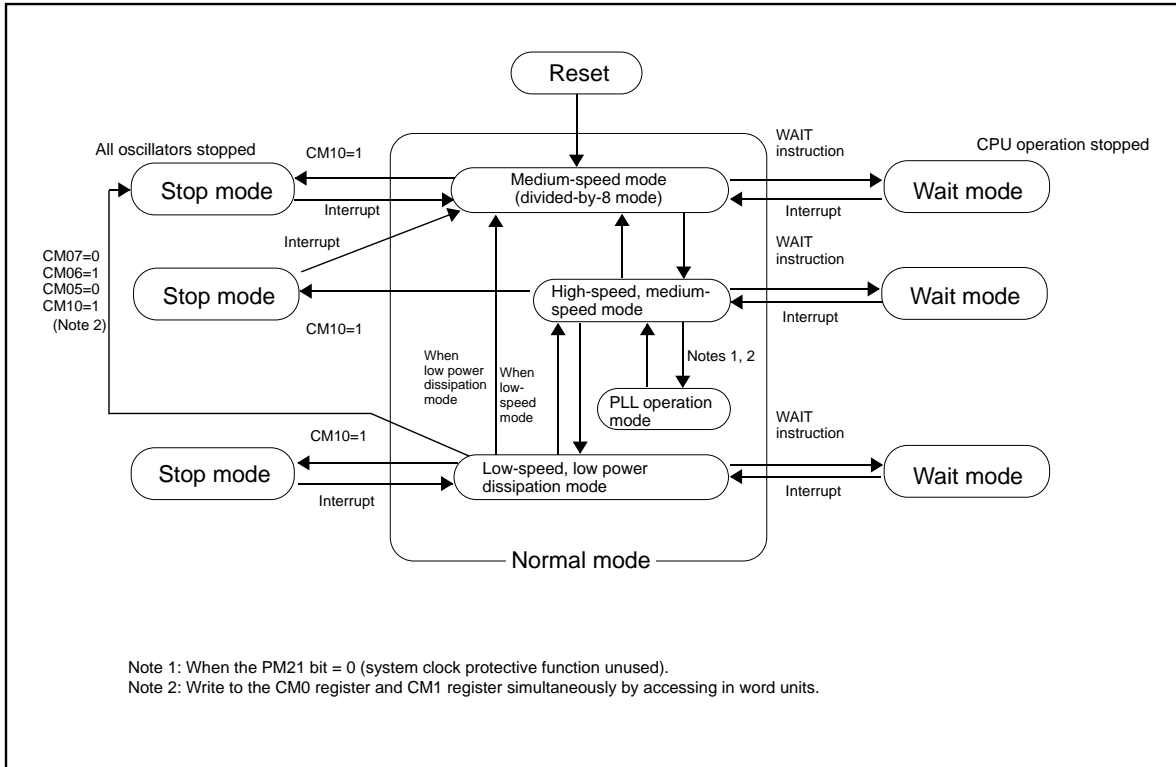 Reset
All oscillators stopped
CM10=1
WAIT
instruction
CPU operation stopped
Stop mode
Medium-speed mode
(divided-by-8 mode)
Wait mode
Interrupt
Interrupt
Interrupt
WAIT
instruction
CM07=0
CM06=1
CM05=0
CM10=1
(Note 2)
Stop mode
High-speed, medium-
speed mode
Wait mode
Interrupt
CM10=1
When
low power
dissipation
mode
When
low-
speed
mode
Notes 1, 2
PLL operation
mode
WAIT
instruction
CM10=1
Stop mode
Low-speed, low power
dissipation mode
Wait mode
Interrupt
Interrupt
Normal mode
Note 1: When the PM21 bit = 0 (system clock protective function unused).
Note 2: Write to the CM0 register and CM1 register simultaneously by accessing in word units.